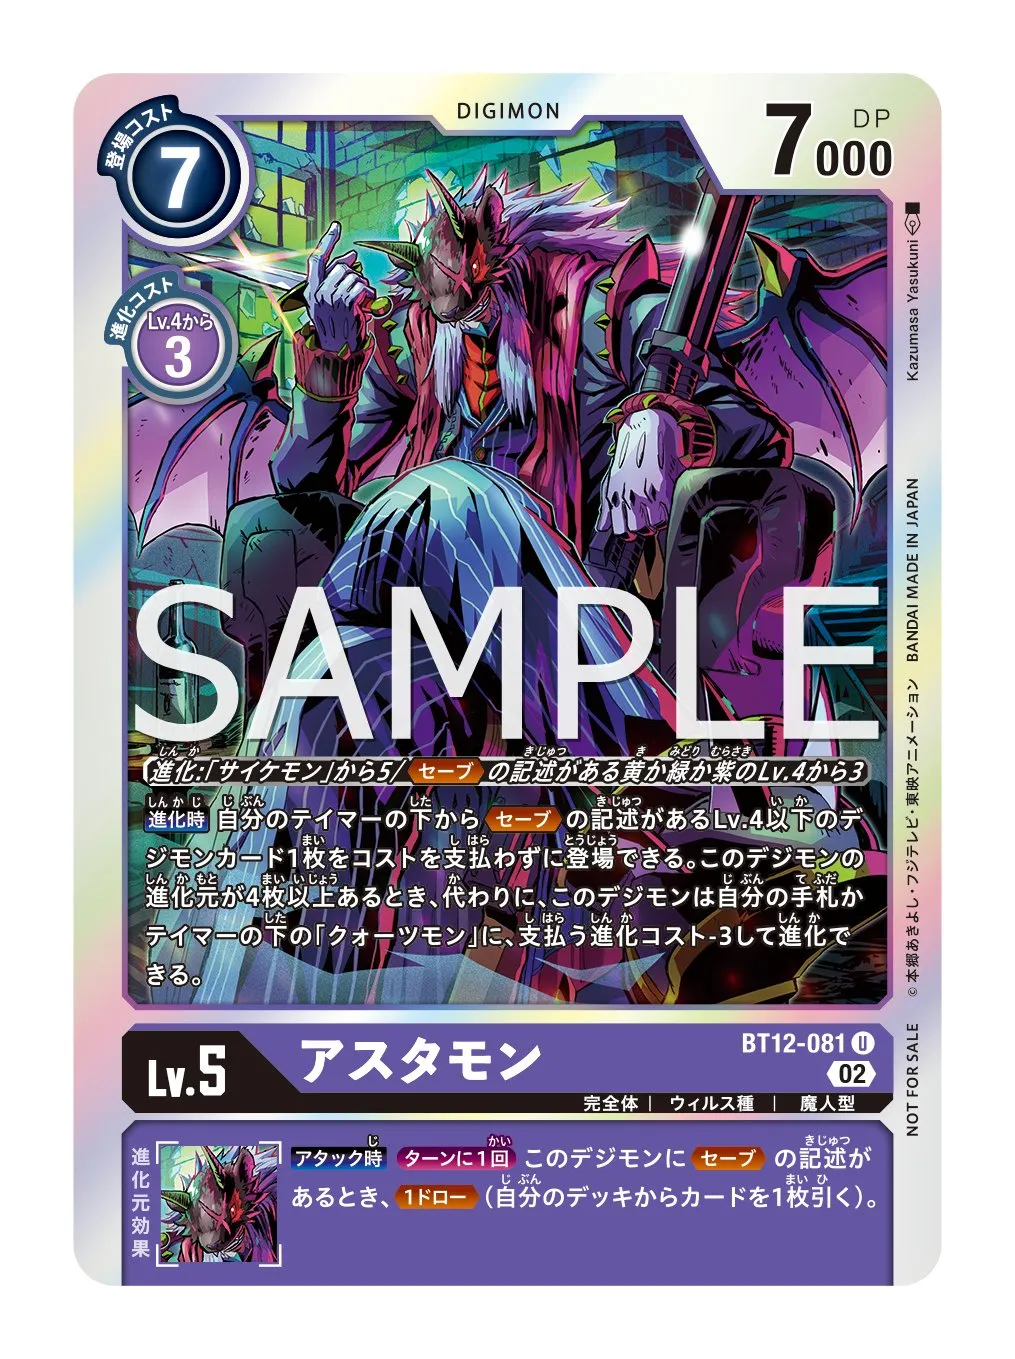 DIGIMON
登場コスト
7
7000 DP
進化コスト
Lv.4から
3
Kazumasa Yasukuni
SAMPLE
進化:「サイケモン」から5/セーブの記述がある黄か緑か紫のLv.4から3
進化時 自分のテイマーの下からセーブの記述があるLv.4以下のデ
ジモンカード1枚をコストを支払わずに登場できる。このデジモンの
進化元が4枚以上あるとき、代わりに、このデジモンは自分の手札か
テイマーの下の「クォーツモン」に、支払う進化コスト-3して進化で
きる。
© 本郷あきよし・フジテレビ・東映アニメーション BANDAI MADE IN JAPAN
NOT FOR SALE
Lv.5
アスタモン
BT12-081 U
02
完全体 | ウィルス種 | 魔人型
進化元効果
アタック時 ターンに1回 このデジモンにセーブの記述が
あるとき、1ドロー(自分のデッキからカードを1枚引く)。